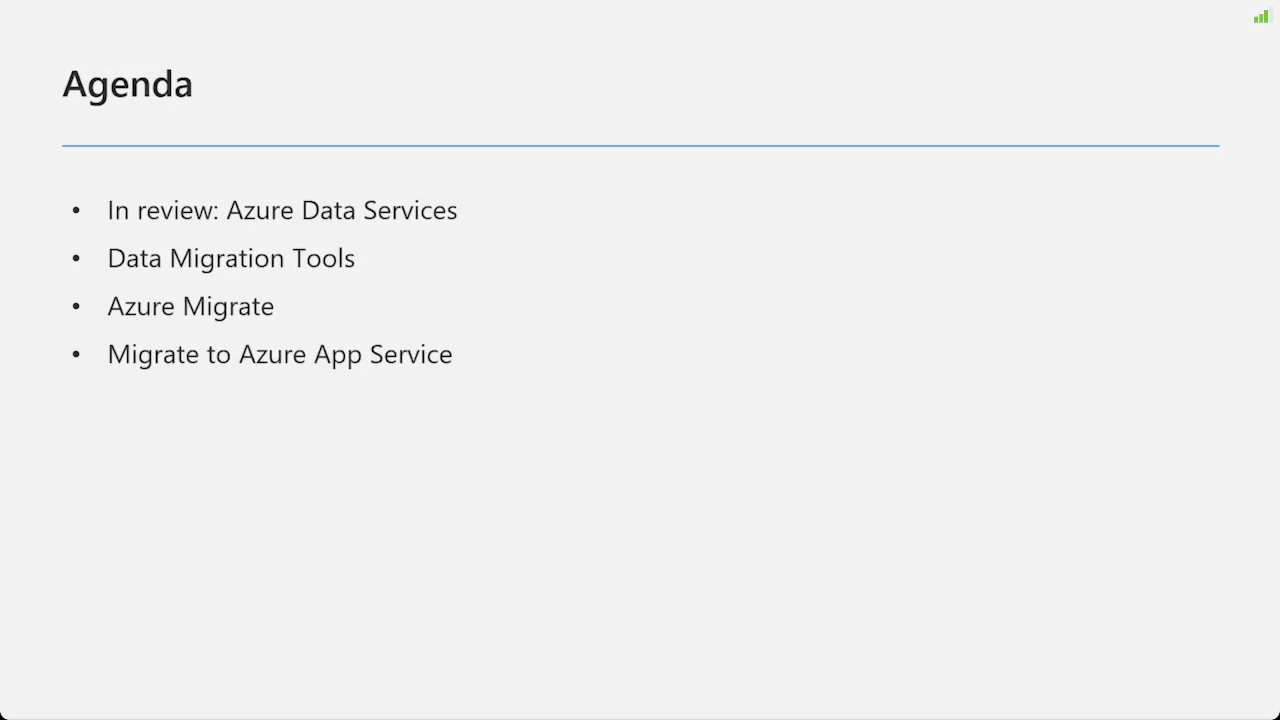 Agenda
• In review: Azure Data Services
• Data Migration Tools
• Azure Migrate
• Migrate to Azure App Service